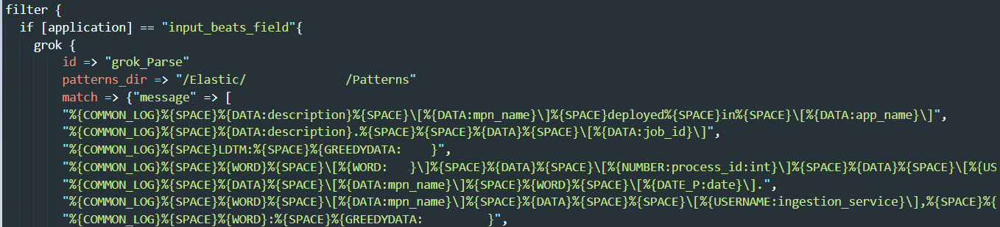 filter {
if [application] == "input_beats_field"{
grok {
id => "grok_Parse"
patterns_dir => "/Elastic/ /Patterns"
match => {"message" => [
"%{COMMON_LOG}%{SPACE}%{DATA:description}%{SPACE}\[%{DATA:mpn_name}\]%{SPACE}deployed%{SPACE}in%{SPACE}\[%{DATA:app_name}\]",
"%{COMMON_LOG}%{SPACE}%{DATA:description}.%{SPACE}%{SPACE}%{DATA}%{SPACE}\[%{DATA:job_id}\]",
"%{COMMON_LOG}%{SPACE}LDTM:%{SPACE}%{GREEDYDATA: }",
"%{COMMON_LOG}%{SPACE}%{WORD}%{SPACE}\[%{WORD: }\]%{SPACE}%{DATA}%{SPACE}\[%{NUMBER:process_id:int}\]%{SPACE}%{DATA}%{SPACE}\[%{US
"%{COMMON_LOG}%{SPACE}%{DATA}%{SPACE}\[%{DATA:mpn_name}\]%{SPACE}%{WORD}%{SPACE}\[%{DATE_P:date}\].",
"%{COMMON_LOG}%{SPACE}%{WORD}%{SPACE}\[%{DATA:mpn_name}\]%{SPACE}%{DATA}%{SPACE}%{SPACE}\[%{USERNAME:ingestion_service}\],%{SPACE}%{
"%{COMMON_LOG}%{SPACE}%{WORD}:%{SPACE}%{GREEDYDATA: }",